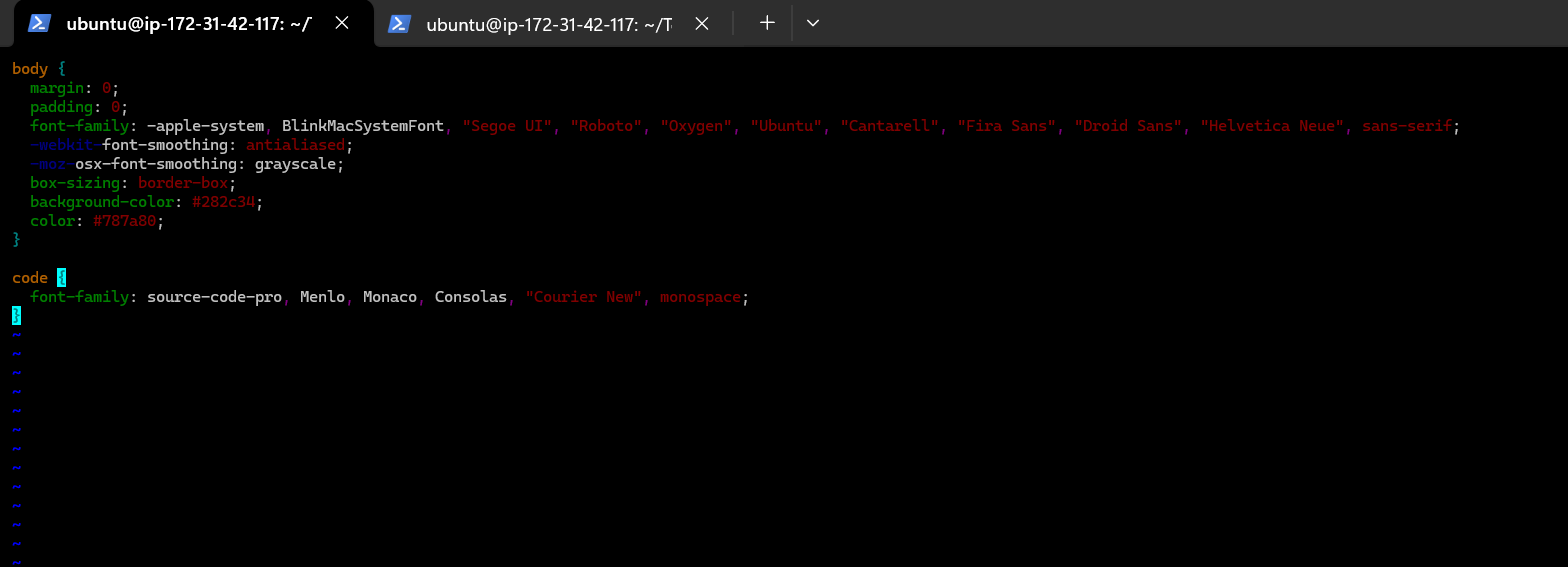 ubuntu@ip-172-31-42-117: ~/T
ubuntu@ip-172-31-42-117: ~/T
body {
  margin: 0;
  padding: 0;
  font-family: -apple-system, BlinkMacSystemFont, "Segoe UI", "Roboto", "Oxygen", "Ubuntu", "Cantarell", "Fira Sans", "Droid Sans", "Helvetica Neue", sans-serif;
  -webkit-font-smoothing: antialiased;
  -moz-osx-font-smoothing: grayscale;
  box-sizing: border-box;
  background-color: #282c34;
  color: #787a80;
}
code {
  font-family: source-code-pro, Menlo, Monaco, Consolas, "Courier New", monospace;
}
~
~
~
~
~
~
~
~
~
~
~
~
~